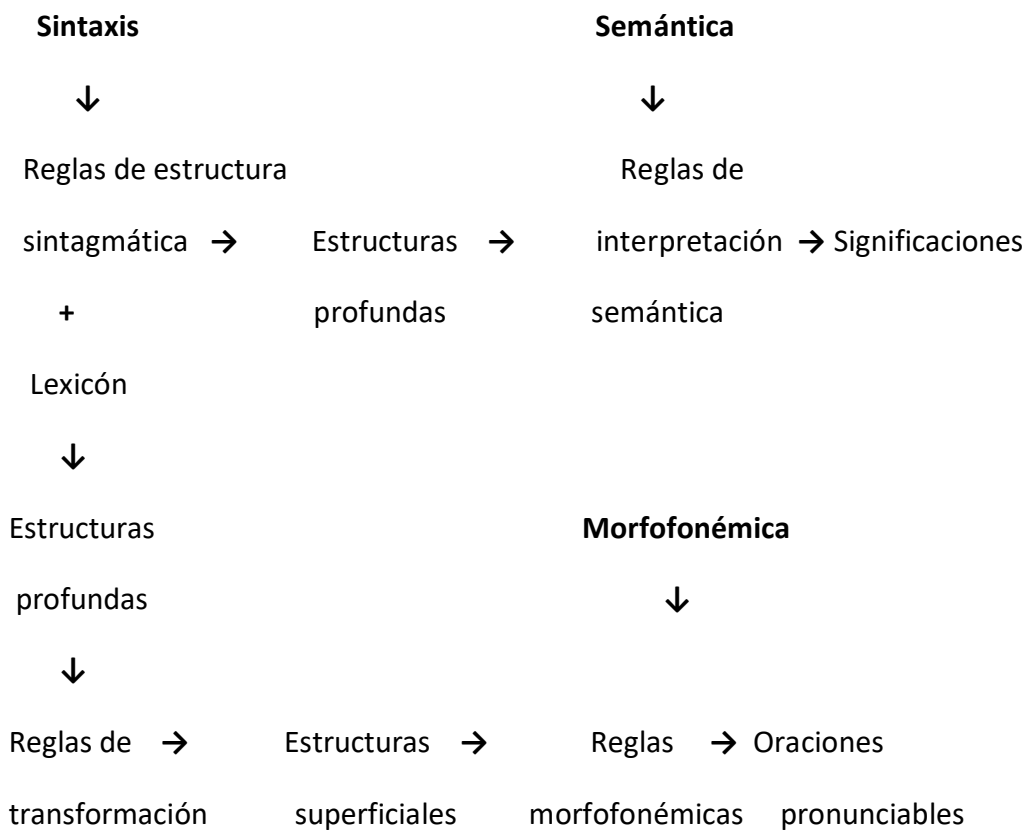 Sintaxis Semántica
↓ ↓
Reglas de estructura Reglas de
sintagmática → Estructuras → interpretación → Significaciones
+ profundas semántica
Lexicón
↓
Estructuras Morfofonémica
profundas ↓
↓
Reglas de → Estructuras → Reglas → Oraciones
transformación superficiales morfofonémicas pronunciables